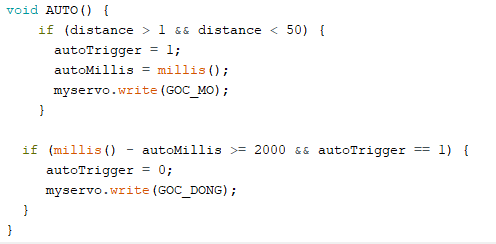 void AUTO() {
    if (distance > 1 && distance < 50) {
      autoTrigger = 1;
      autoMillis = millis();
      myservo.write(GOC_MO);
    }

  if (millis() - autoMillis >= 2000 && autoTrigger == 1) {
     autoTrigger = 0;
     myservo.write(GOC_DONG);
  }
}